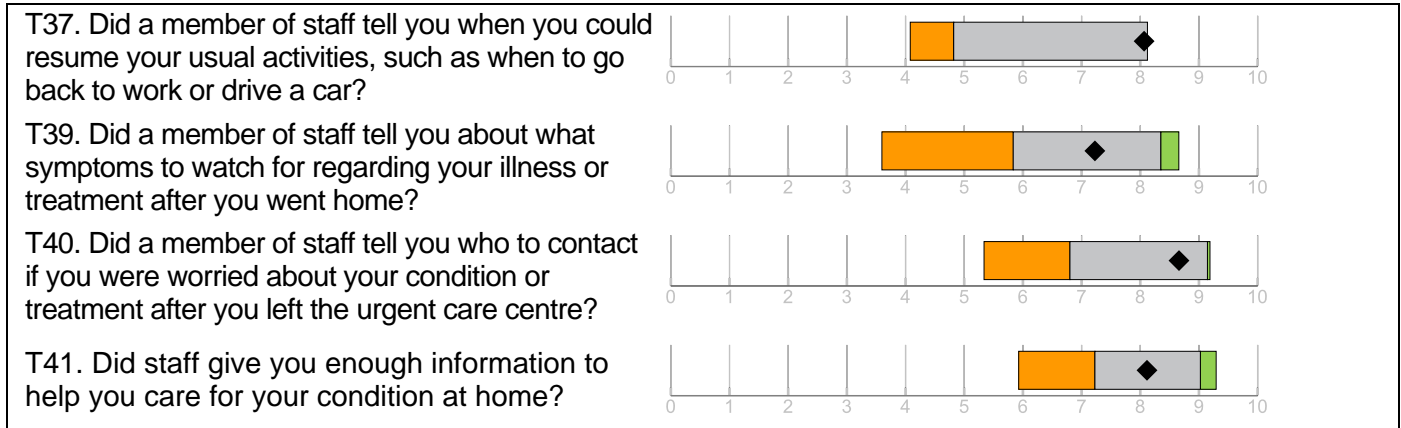 T37. Did a member of staff tell you when you could
resume your usual activities, such as when to go
back to work or drive a car?
0 1 2 3 4 5 6 7 8 9 10
T39. Did a member of staff tell you about what
symptoms to watch for regarding your illness or
treatment after you went home?
0 1 2 3 4 5 6 7 8 9 10
T40. Did a member of staff tell you who to contact
if you were worried about your condition or
treatment after you left the urgent care centre?
0 1 2 3 4 5 6 7 8 9 10
T41. Did staff give you enough information to
help you care for your condition at home?
0 1 2 3 4 5 6 7 8 9 10